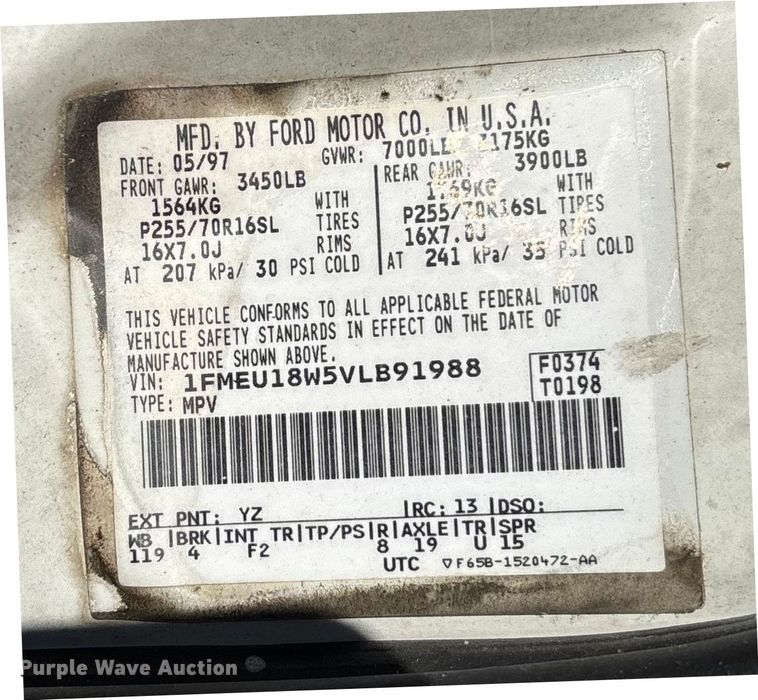 MFD. BY FORD MOTOR CO. IN U.S.A.
DATE: 05/97 GVWR: 7000LB
FRONT GAWR: 3450LB REAR GAWR: 3900LB
1564KG WITH WITH
P255/70R16SL TIRES P255/70R16SL TIRES
16X7.0J RIMS 16X7.0J RIMS
AT 207 kPa/ 30 PSI COLD AT 241 kPa/ 35 PSI COLD
THIS VEHICLE CONFORMS TO ALL APPLICABLE FEDERAL MOTOR
VEHICLE SAFETY STANDARDS IN EFFECT ON THE DATE OF
MANUFACTURE SHOWN ABOVE.
VIN: 1FMEU18W5VLB91988 F0374
TYPE: MPV T0198
EXT PNT: YZ |RC: 13 |DSO:
WB |BRK|INT TR|TP/PS|R|AXLE|TR|SPR
119 4 F2 8 19 U 15
UTC ▽F65B-1520472-AA
Purple Wave Auction